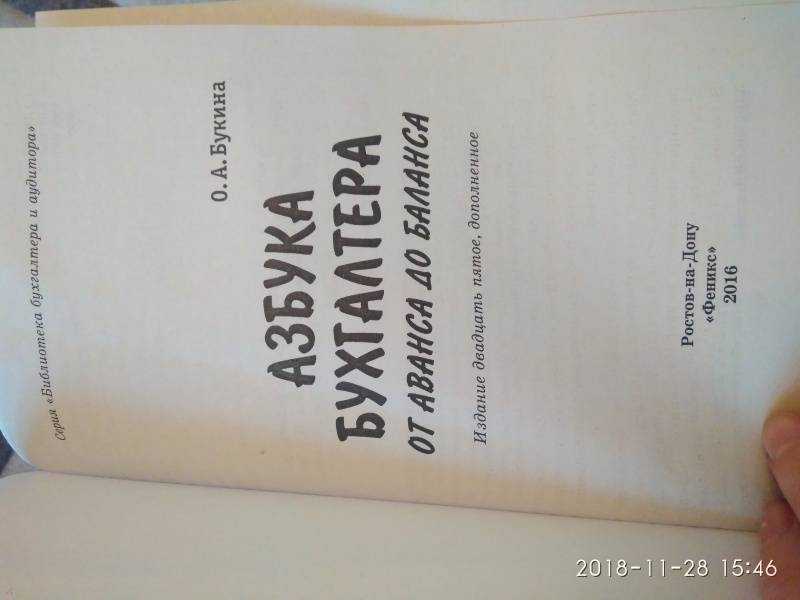 Серия «Библиотека бухгалтера и аудитора»
О. А. Букина
АЗБУКА
БУХГАЛТЕРА
ОТ АВАНСА ДО БАЛАНСА
Издание двадцать пятое, дополненное
Ростов-на-Дону
«Феникс»
2016
2018-11-28 15:46